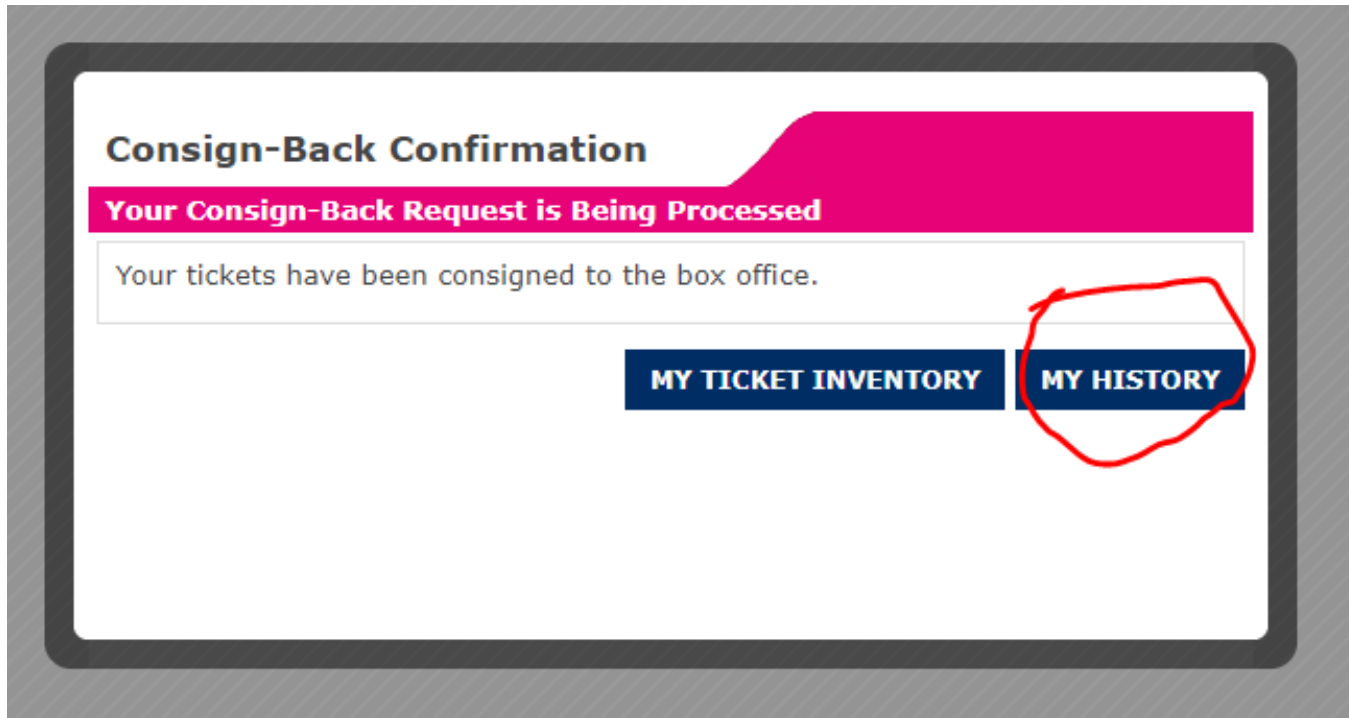 Consign-Back Confirmation
Your Consign-Back Request is Being Processed
Your tickets have been consigned to the box office.
MY TICKET INVENTORY
MY HISTORY